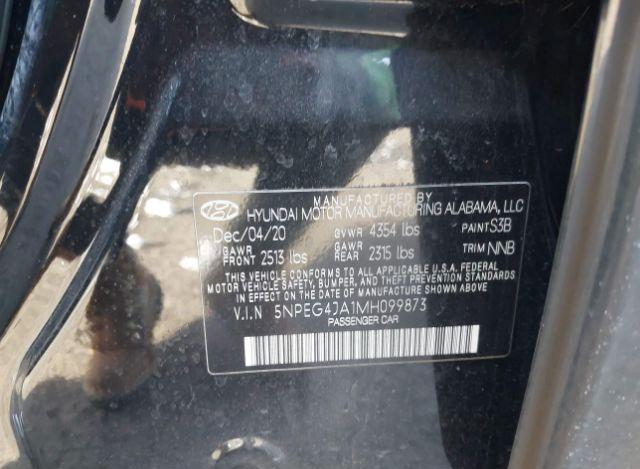 MANUFACTURED BY
HYUNDAI MOTOR MANUFACTURING ALABAMA, LLC
Dec/04/20 GVWR 4354 lbs PAINT S3B
GAWR FRONT 2513 lbs GAWR REAR 2315 lbs TRIM NNB
THIS VEHICLE CONFORMS TO ALL APPLICABLE U.S.A. FEDERAL
MOTOR VEHICLE SAFETY, BUMPER, AND THEFT PREVENTION
STANDARDS IN EFFECT ON THE DATE OF MANUFACTURE SHOWN ABOVE.
V.I.N 5NPEG4JA1MH099873
PASSENGER CAR